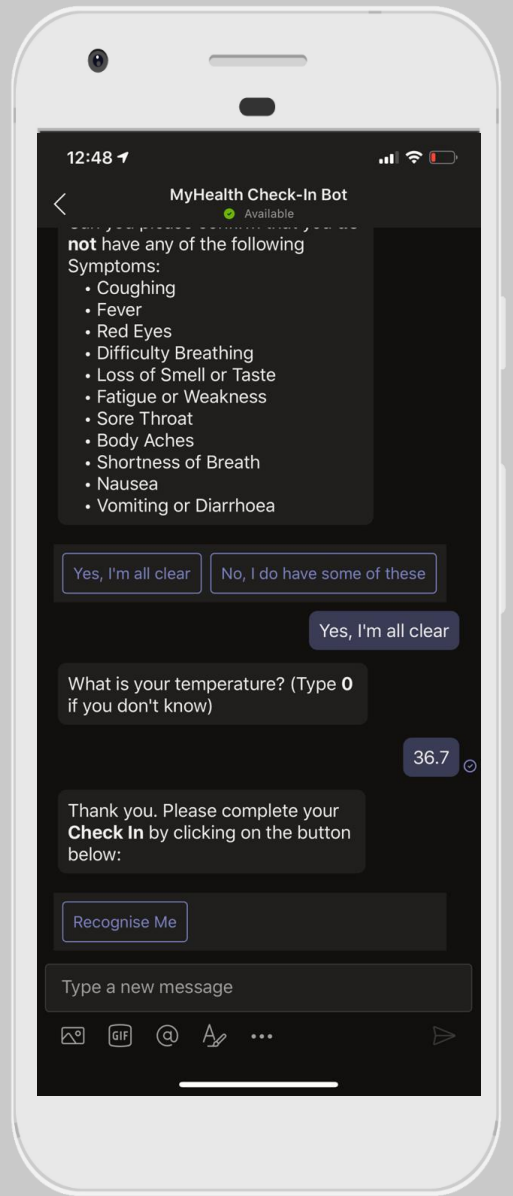 12:48
MyHealth Check-In Bot
Available
not have any of the following
Symptoms:
• Coughing
• Fever
• Red Eyes
• Difficulty Breathing
• Loss of Smell or Taste
• Fatigue or Weakness
• Sore Throat
• Body Aches
• Shortness of Breath
• Nausea
• Vomiting or Diarrhoea
Yes, I'm all clear
No, I do have some of these
Yes, I'm all clear
What is your temperature? (Type 0
if you don't know)
36.7
Thank you. Please complete your
Check In by clicking on the button
below:
Recognise Me
Type a new message
GIF